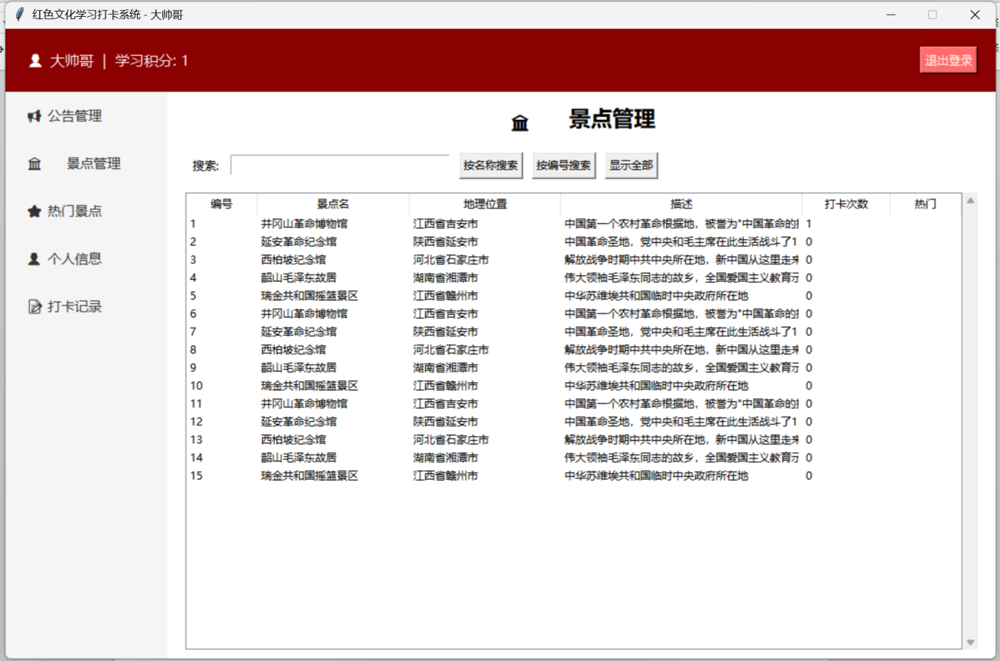 红色文化学习打卡系统 - 大帅哥
大帅哥 | 学习积分: 1
退出登录
公告管理
景点管理
热门景点
个人信息
打卡记录
景点管理
搜索: 按名称搜索 按编号搜索 显示全部
编号 景点名 地理位置 描述 打卡次数 热门
1 井冈山革命博物馆 江西省吉安市 中国第一个农村革命根据地，被誉为"中国革命的 1
2 延安革命纪念馆 陕西省延安市 中国革命圣地，党中央和毛主席在此生活战斗了1 0
3 西柏坡纪念馆 河北省石家庄市 解放战争时期中共中央所在地，新中国从这里走来 0
4 韶山毛泽东故居 湖南省湘潭市 伟大领袖毛泽东同志的故乡，全国爱国主义教育示 0
5 瑞金共和国摇篮景区 江西省赣州市 中华苏维埃共和国临时中央政府所在地 0
6 井冈山革命博物馆 江西省吉安市 中国第一个农村革命根据地，被誉为"中国革命的 0
7 延安革命纪念馆 陕西省延安市 中国革命圣地，党中央和毛主席在此生活战斗了1 0
8 西柏坡纪念馆 河北省石家庄市 解放战争时期中共中央所在地，新中国从这里走来 0
9 韶山毛泽东故居 湖南省湘潭市 伟大领袖毛泽东同志的故乡，全国爱国主义教育示 0
10 瑞金共和国摇篮景区 江西省赣州市 中华苏维埃共和国临时中央政府所在地 0
11 井冈山革命博物馆 江西省吉安市 中国第一个农村革命根据地，被誉为"中国革命的 0
12 延安革命纪念馆 陕西省延安市 中国革命圣地，党中央和毛主席在此生活战斗了1 0
13 西柏坡纪念馆 河北省石家庄市 解放战争时期中共中央所在地，新中国从这里走来 0
14 韶山毛泽东故居 湖南省湘潭市 伟大领袖毛泽东同志的故乡，全国爱国主义教育示 0
15 瑞金共和国摇篮景区 江西省赣州市 中华苏维埃共和国临时中央政府所在地 0